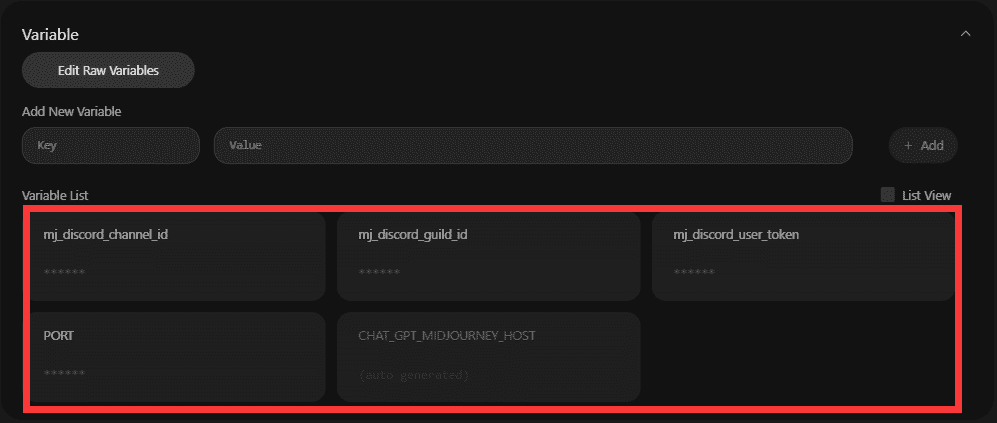 Variable
Edit Raw Variables
Add New Variable
Key
Value
+ Add
Variable List
List View
mj_discord_channel_id
mj_discord_guild_id
mj_discord_user_token
******
******
******
PORT
CHAT_GPT_MIDJOURNEY_HOST
******
(auto generated)